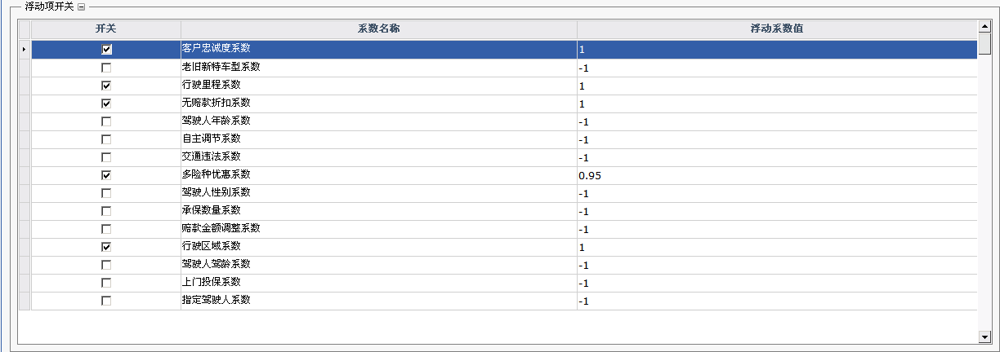 浮动项开关
开关 系数名称 浮动系数值
客户忠诚度系数 1
老旧新特车型系数 -1
行驶里程系数 1
无赔款折扣系数 1
驾驶人年龄系数 -1
自主调节系数 -1
交通违法系数 -1
多险种优惠系数 0.95
驾驶人性别系数 -1
承保数量系数 -1
赔款金额调整系数 -1
行驶区域系数 1
驾驶人驾龄系数 -1
上门投保系数 -1
指定驾驶人系数 -1